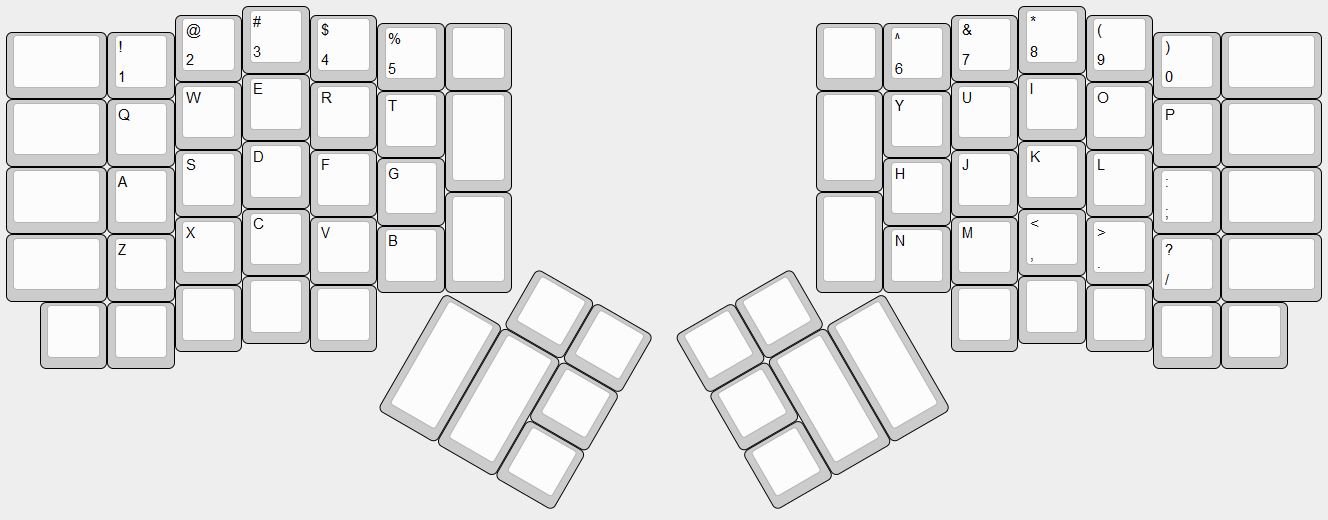 ! @ # $ % ^ & * ( )
1 2 3 4 5 6 7 8 9 0
Q W E R T Y U I O P
A S D F G H J K L :
;
Z X C V B N M < > ?
, . /